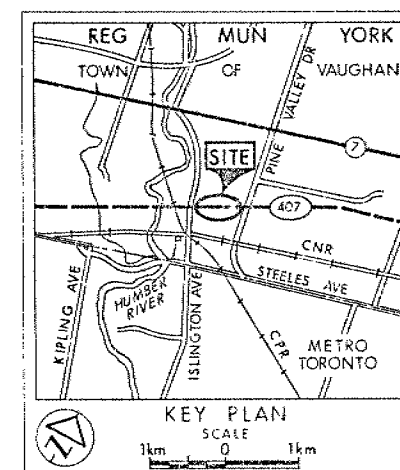 REG MUN YORK
TOWN OF VAUGHAN
PINE VALLEY DR
7
SITE
407
CNR
STEELES AVE
KIPLING AVE
HUMBER
RIVER
ISLINGTON AVE
CPR
METRO
TORONTO
KEY PLAN
SCALE
1km 0 1km
N